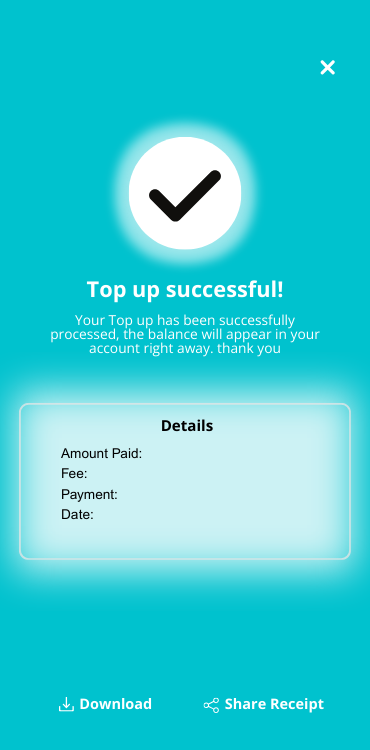 Top up successful!
Your Top up has been successfully
processed, the balance will appear in your
account right away. thank you
Details
Amount Paid:
Fee:
Payment:
Date:
Download
Share Receipt